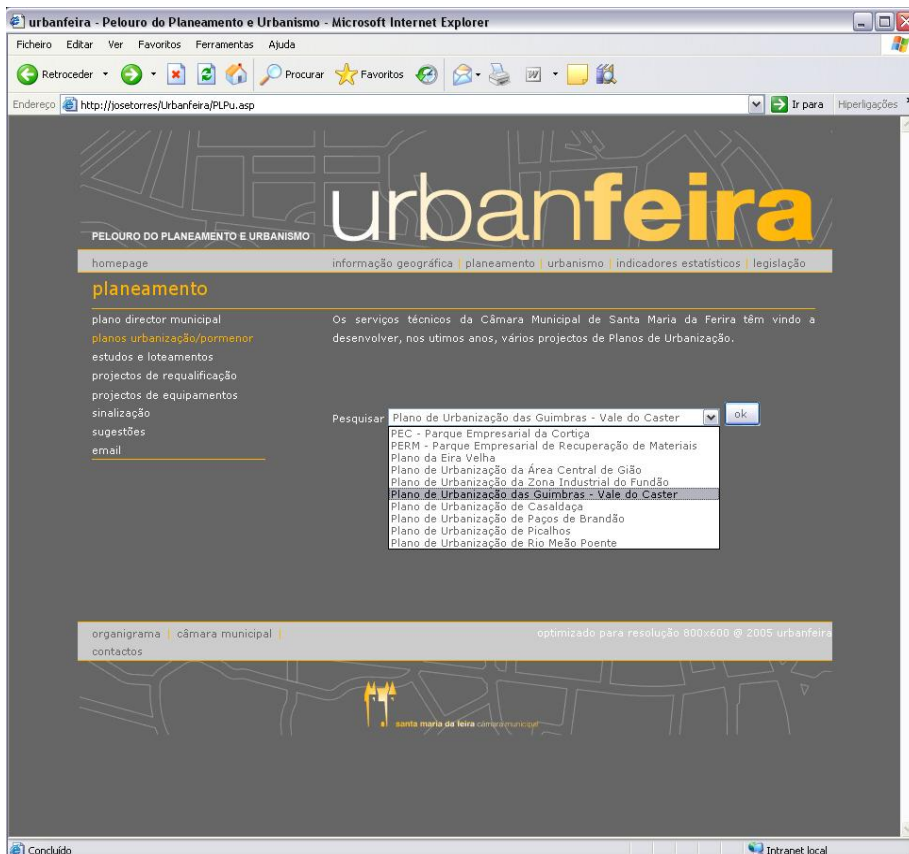 urbanfeira - Pelouro do Planeamento e Urbanismo - Microsoft Internet Explorer
Ficheiro Editar Ver Favoritos Ferramentas Ajuda
Retroceder Procurar Favoritos
Endereço http://josetorres/Urbanfeira/PLPu.asp Ir para Hiperligações
urbanfeira
PELOURO DO PLANEAMENTO E URBANISMO
homepage informação geográfica | planeamento | urbanismo | indicadores estatísticos | legislação
planeamento
plano director municipal
planos urbanização/pormenor
estudos e loteamentos
projectos de requalificação
projectos de equipamentos
sinalização
sugestões
email
Os serviços técnicos da Câmara Municipal de Santa Maria da Ferira têm vindo a
desenvolver, nos utimos anos, vários projectos de Planos de Urbanização.
Pesquisar Plano de Urbanização das Guimbras - Vale do Caster ok
PEC - Parque Empresarial da Cortiça
PERM - Parque Empresarial de Recuperação de Materiais
Plano da Eira Velha
Plano de Urbanização da Área Central de Gião
Plano de Urbanização da Zona Industrial do Fundão
Plano de Urbanização das Guimbras - Vale do Caster
Plano de Urbanização de Casaldaça
Plano de Urbanização de Paços de Brandão
Plano de Urbanização de Picalhos
Plano de Urbanização de Rio Meão Poente
organigrama | câmara municipal |
contactos
optimizado para resolução 800x600 @ 2005 urbanfeira
santa maria da feira câmara municipal
Concluído Intranet local